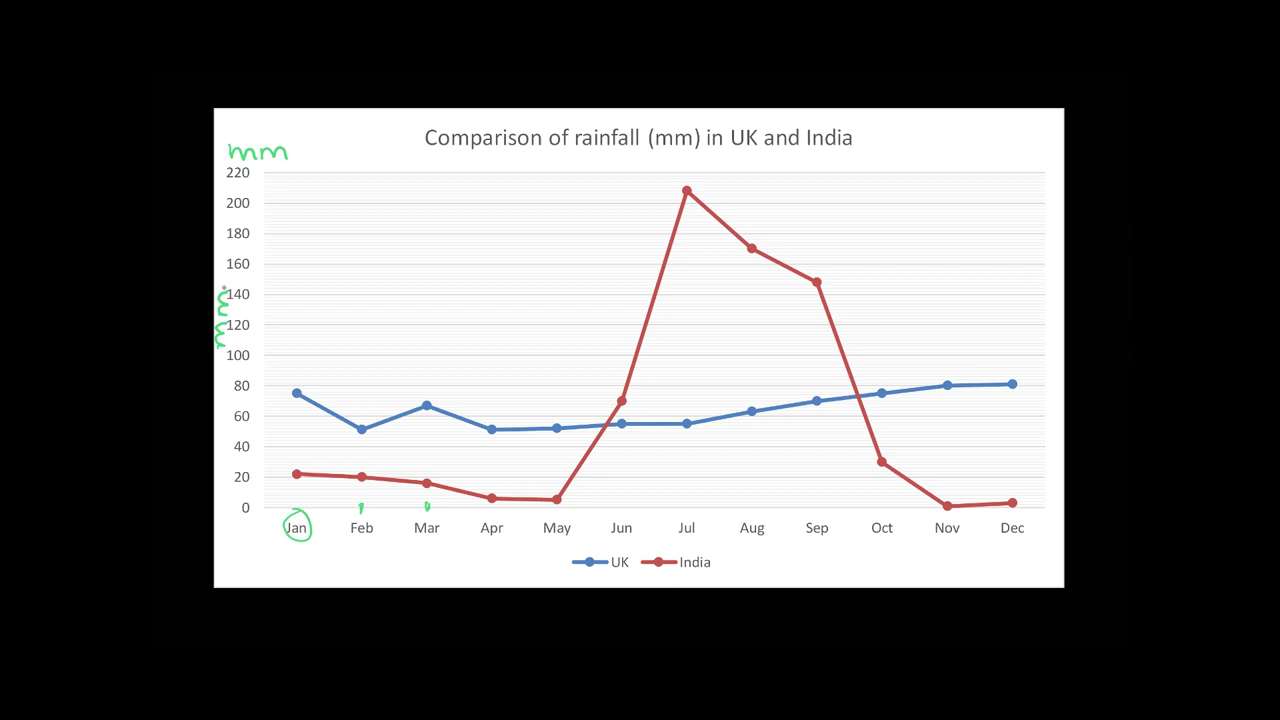 Comparison of rainfall (mm) in UK and India
mm
220
200
180
160
140
mm
120
100
80
60
40
20
0
Jan Feb Mar Apr May Jun Jul Aug Sep Oct Nov Dec
UK India